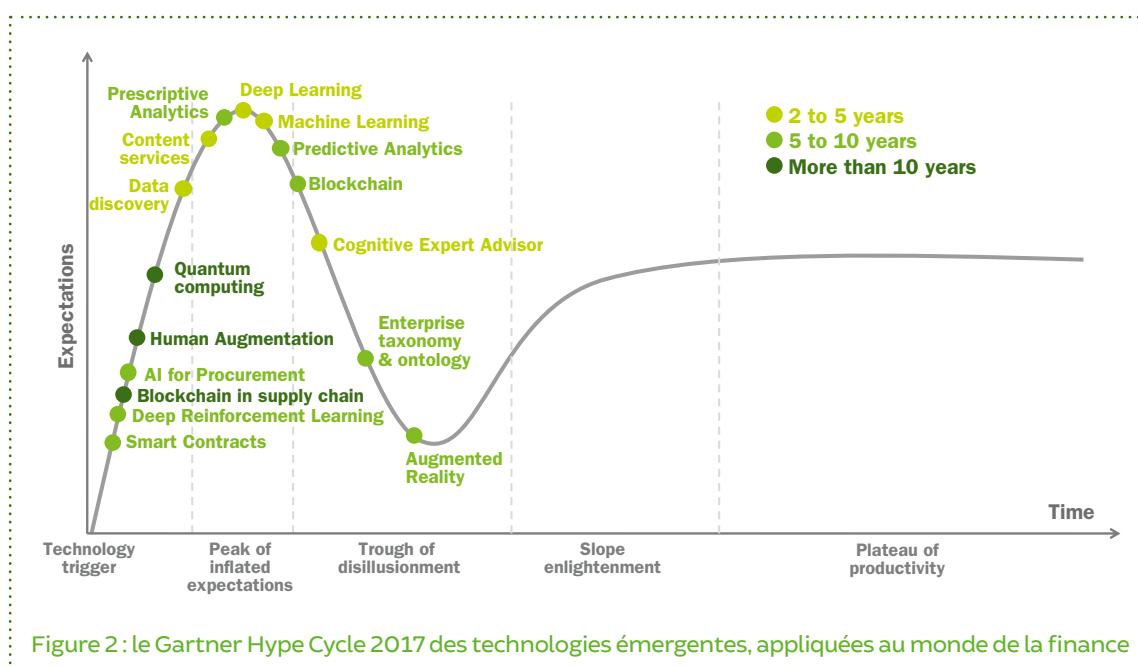 Deep Learning
Prescriptive
Analytics
Machine Learning
Content
services
Predictive Analytics
Data
discovery
Blockchain
Cognitive Expert Advisor
Quantum
computing
Human Augmentation
Enterprise
taxonomy
& ontology
AI for Procurement
Blockchain in supply chain
Deep Reinforcement Learning
Smart Contracts
Augmented
Reality
2 to 5 years
5 to 10 years
More than 10 years
Expectations
Time
Technology
trigger
Peak of
inflated
expectations
Trough of
disillusionment
Slope
enlightenment
Plateau of
productivity
Figure 2 : le Gartner Hype Cycle 2017 des technologies émergentes, appliquées au monde de la finance